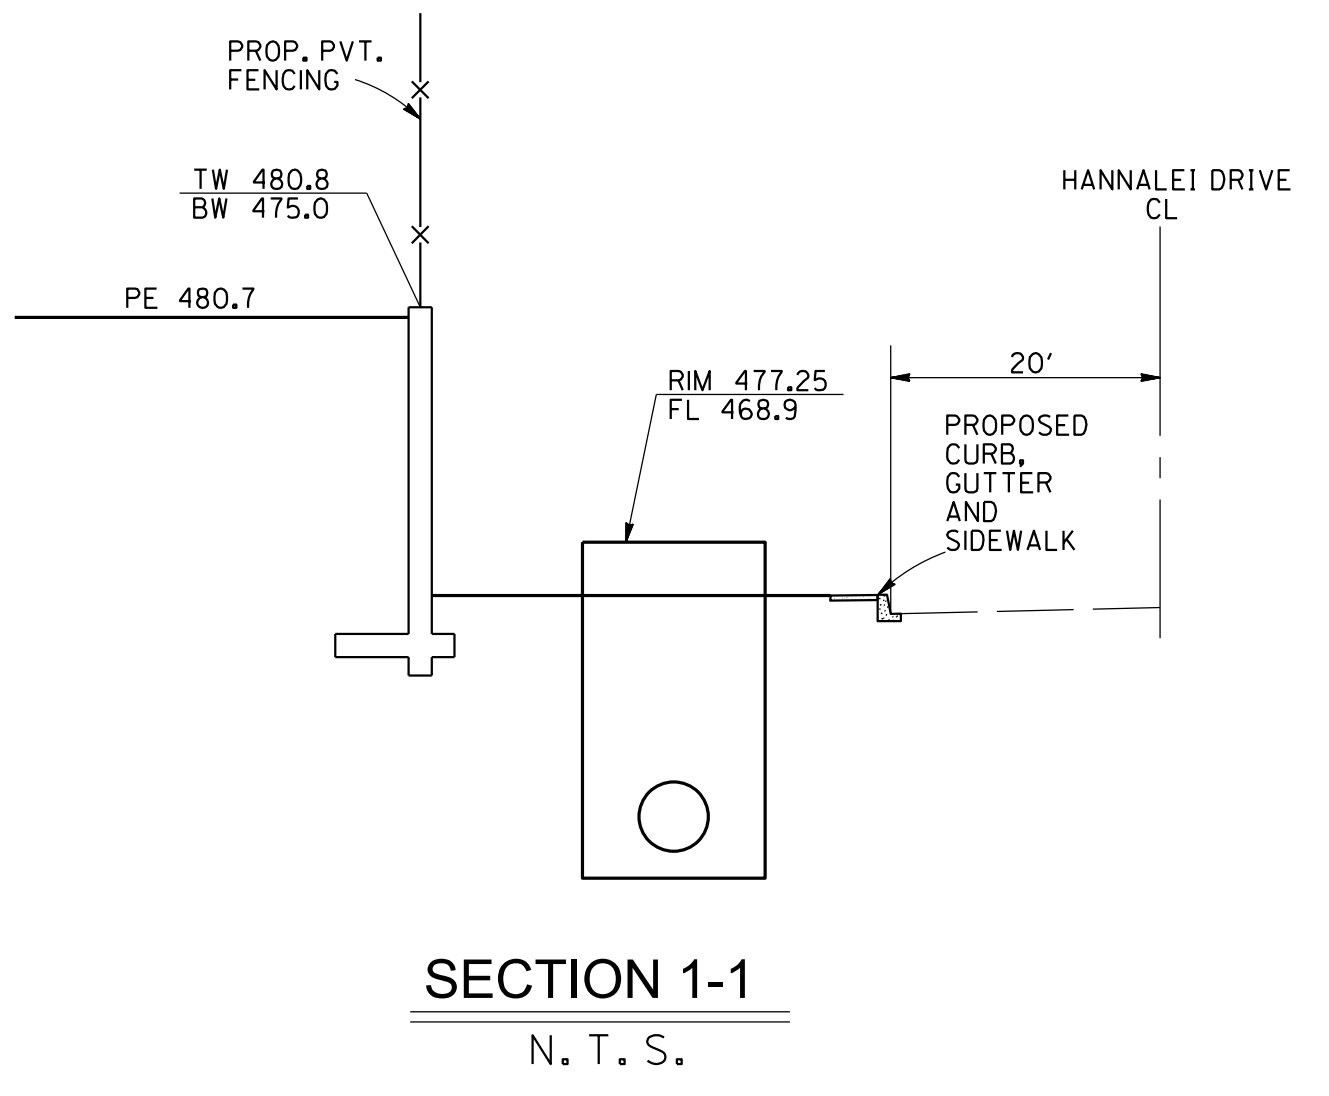 PROP. PVT.
FENCING
TW 480.8
BW 475.0
HANNALEI DRIVE
CL
PE 480.7
20'
RIM 477.25
FL 468.9
PROPOSED
CURB,
GUTTER
AND
SIDEWALK
SECTION 1-1
N. T. S.